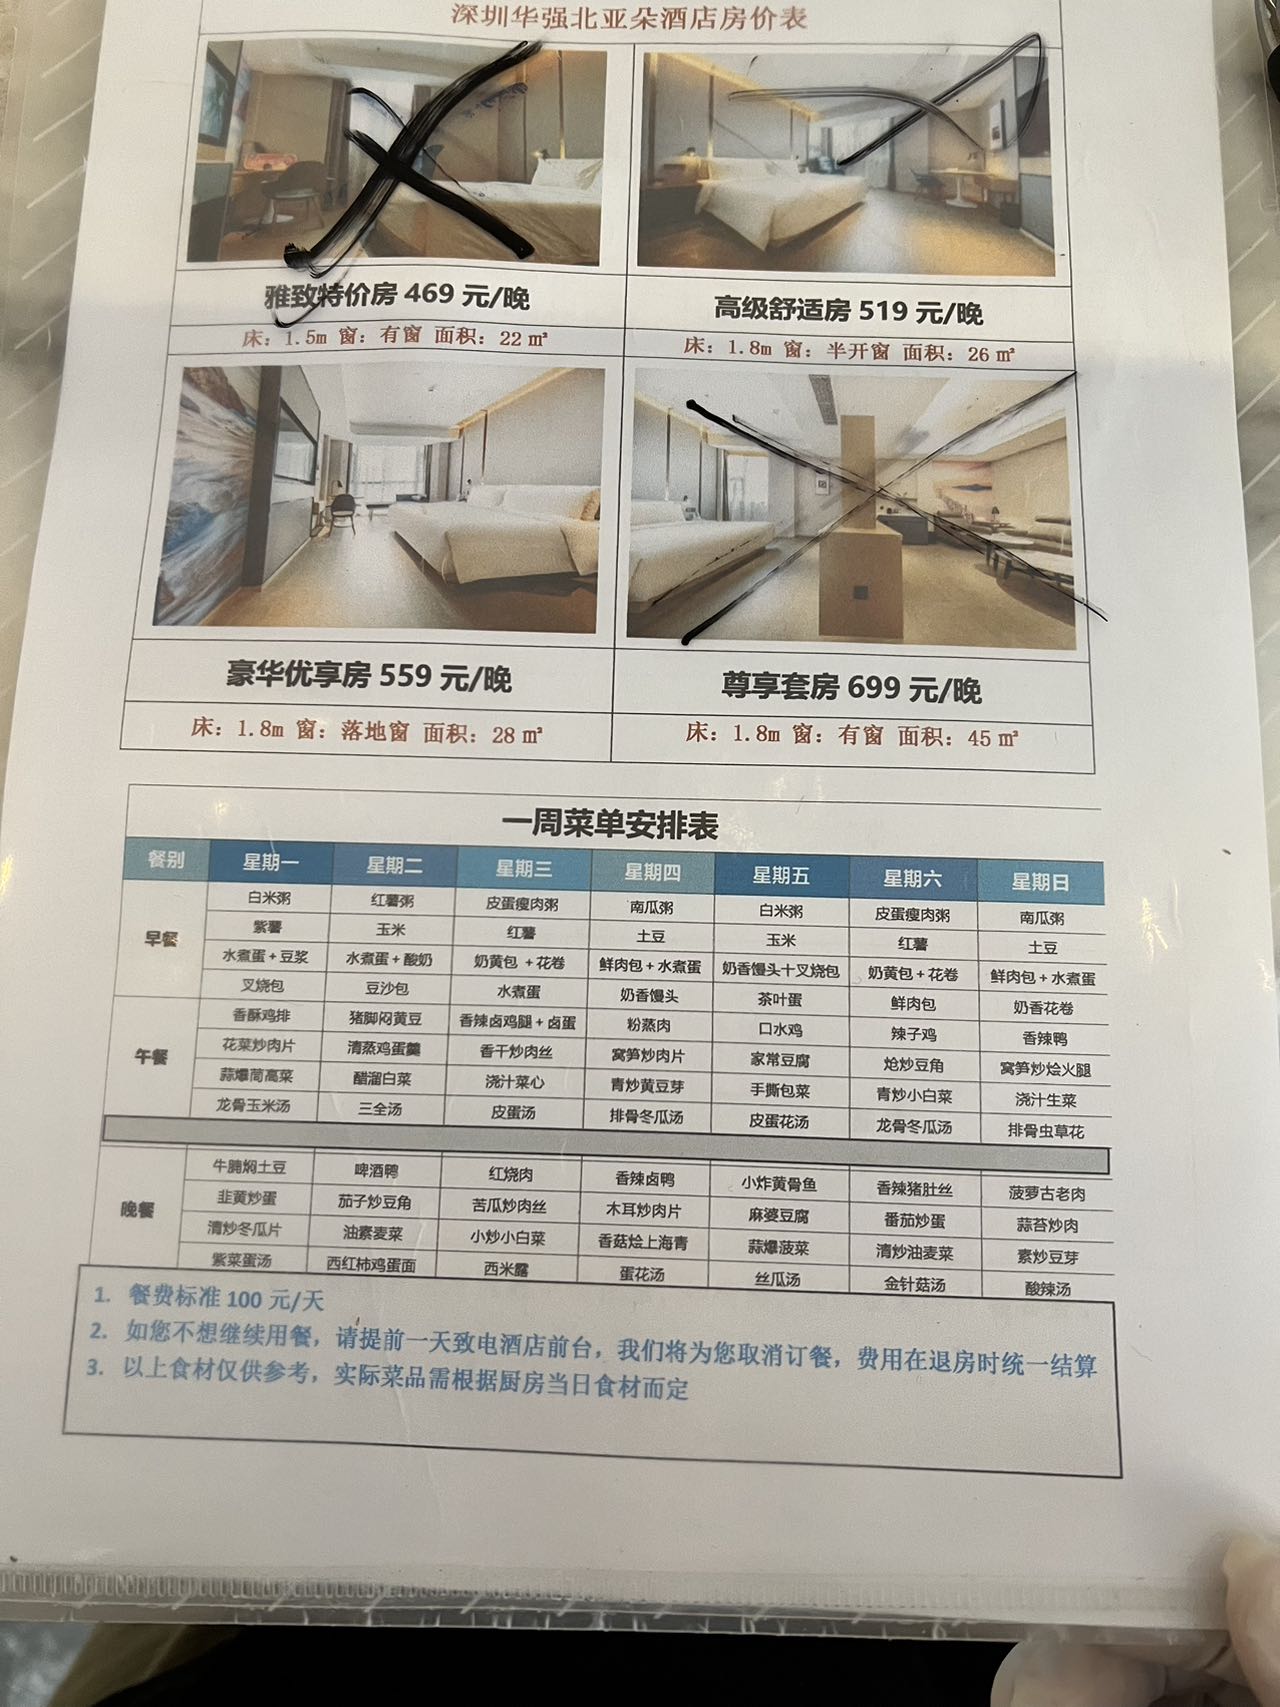 深圳华强北亚朵酒店房价表
雅致特价房 469 元/晚
高级舒适房 519 元/晚
床：1.5m 窗：有窗 面积：22 ㎡
床：1.8m 窗：半开窗 面积：26 ㎡
豪华优享房 559 元/晚
尊享套房 699 元/晚
床：1.8m 窗：落地窗 面积：28 ㎡
床：1.8m 窗：有窗 面积：45 ㎡
一周菜单安排表
餐别 星期一 星期二 星期三 星期四 星期五 星期六 星期日
早餐
白米粥 红薯粥 皮蛋瘦肉粥 南瓜粥 白米粥 皮蛋瘦肉粥 南瓜粥
紫薯 玉米 红薯 土豆 玉米 红薯 土豆
水煮蛋+豆浆 水煮蛋+酸奶 奶黄包 +花卷 鲜肉包+水煮蛋 奶香馒头十叉烧包 奶黄包+花卷 鲜肉包+水煮蛋
叉烧包 豆沙包 水煮蛋 奶香馒头 茶叶蛋 鲜肉包 奶香花卷
午餐
香酥鸡排 猪脚闷黄豆 香辣卤鸡腿+卤蛋 粉蒸肉 口水鸡 辣子鸡 香辣鸭
花菜炒肉片 清蒸鸡蛋羹 香干炒肉丝 窝笋炒肉片 家常豆腐 炝炒豆角 窝笋炒烩火腿
蒜爆茼高菜 醋溜白菜 浇汁菜心 青炒黄豆芽 手撕包菜 青炒小白菜 浇汁生菜
龙骨玉米汤 三全汤 皮蛋汤 排骨冬瓜汤 皮蛋花汤 龙骨冬瓜汤 排骨虫草花
晚餐
牛腩焖土豆 啤酒鸭 红烧肉 香辣卤鸭 小炸黄骨鱼 香辣猪肚丝 菠萝古老肉
韭黄炒蛋 茄子炒豆角 苦瓜炒肉丝 木耳炒肉片 麻婆豆腐 番茄炒蛋 蒜苔炒肉
清炒冬瓜片 油素麦菜 小炒小白菜 香菇烩上海青 蒜爆菠菜 清炒油麦菜 素炒豆芽
紫菜蛋汤 西红柿鸡蛋面 西米露 蛋花汤 丝瓜汤 金针菇汤 酸辣汤
1. 餐费标准 100 元/天
2. 如您不想继续用餐，请提前一天致电酒店前台，我们将为您取消订餐，费用在退房时统一结算
3. 以上食材仅供参考，实际菜品需根据厨房当日食材而定